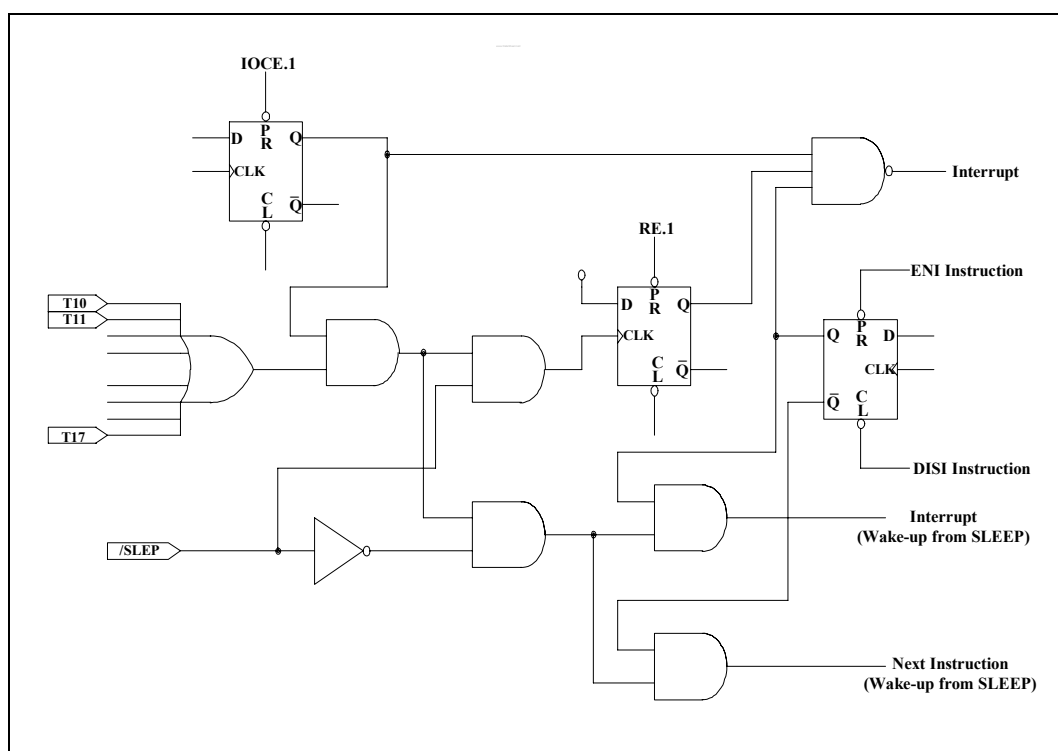 IOCE.1
D
P
R
Q
CLK
C
L
Q̅
Interrupt
RE.1
D
P
R
Q
CLK
C
L
Q̅
ENI Instruction
Q
P
R
D
CLK
Q̅
C
L
DISI Instruction
T10
T11
T17
/SLEP
Interrupt
(Wake-up from SLEEP)
Next Instruction
(Wake-up from SLEEP)